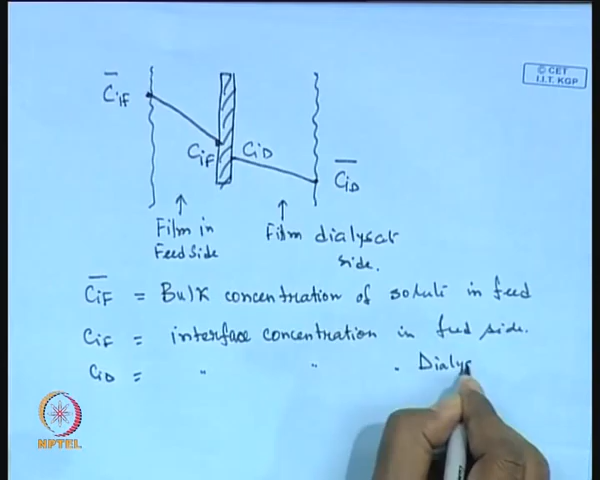 © CET
I.I.T. KGP
C̅iF
CiF CiD
C̅iD
Film in
Feed side
Film dialysat
side.
C̅iF = Bulk concentration of solute in feed
CiF = interface concentration in feed side.
CiD = " " " Dialys
NPTEL